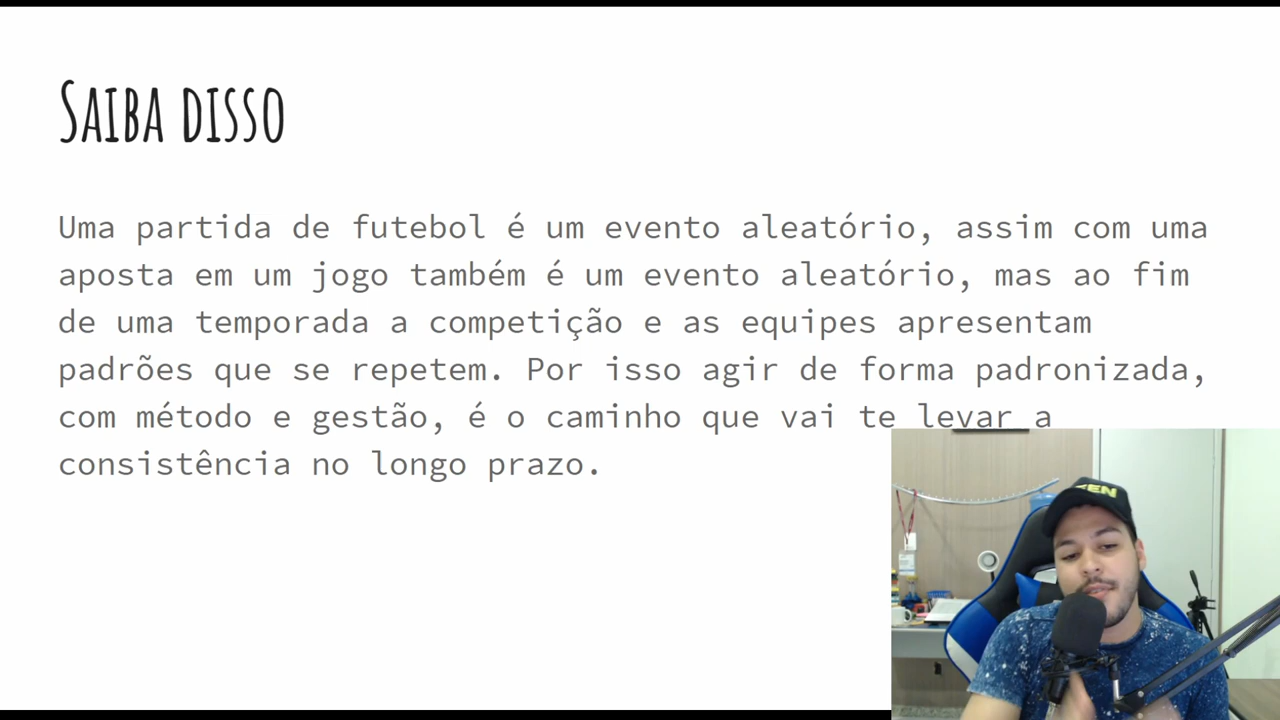 Saiba disso
Uma partida de futebol é um evento aleatório, assim com uma
aposta em um jogo também é um evento aleatório, mas ao fim
de uma temporada a competição e as equipes apresentam
padrões que se repetem. Por isso agir de forma padronizada,
com método e gestão, é o caminho que vai te levar a
consistência no longo prazo.